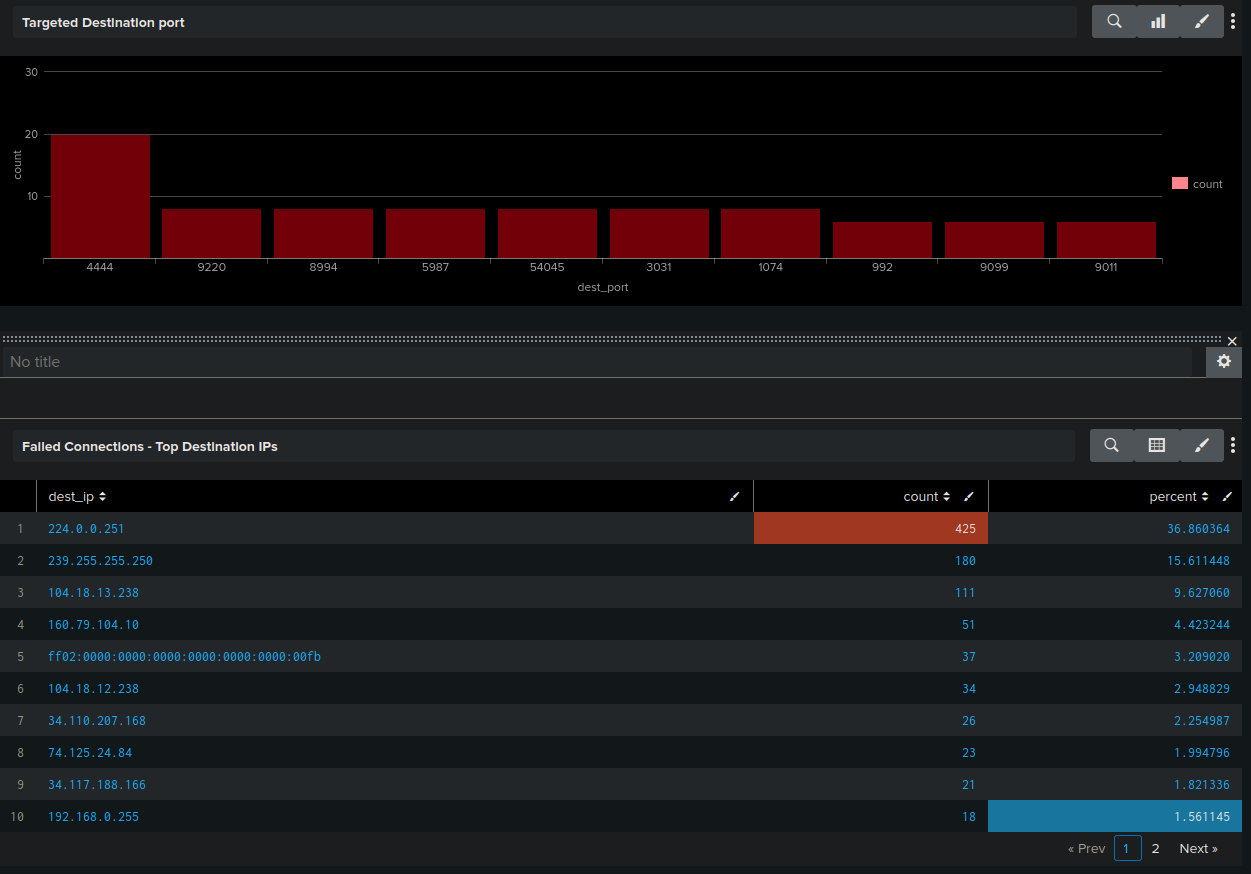 Targeted Destination port
30
20
10
count
count
4444 9220 8994 5987 54045 3031 1074 992 9099 9011
dest_port
No title
Failed Connections - Top Destination IPs
dest_ip count percent
1 224.0.0.251 425 36.860364
2 239.255.255.250 180 15.611448
3 104.18.13.238 111 9.627060
4 160.79.104.10 51 4.423244
5 ff02:0000:0000:0000:0000:0000:0000:00fb 37 3.209020
6 104.18.12.238 34 2.948829
7 34.110.207.168 26 2.254987
8 74.125.24.84 23 1.994796
9 34.117.188.166 21 1.821336
10 192.168.0.255 18 1.561145
« Prev 1 2 Next »